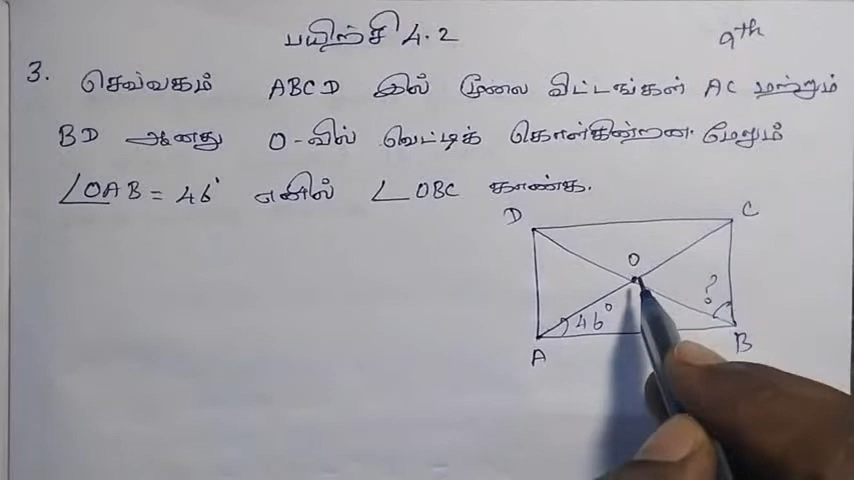 பயிற்சி 4.2
9th
3. செவ்வகம் ABCD இல் மூலை விட்டங்கள் AC மற்றும்
BD ஆனது O-வில் வெட்டிக் கொள்கின்றன. மேலும்
∠OAB = 46° எனில் ∠OBC காண்க.
D C
O
?
46°
A B